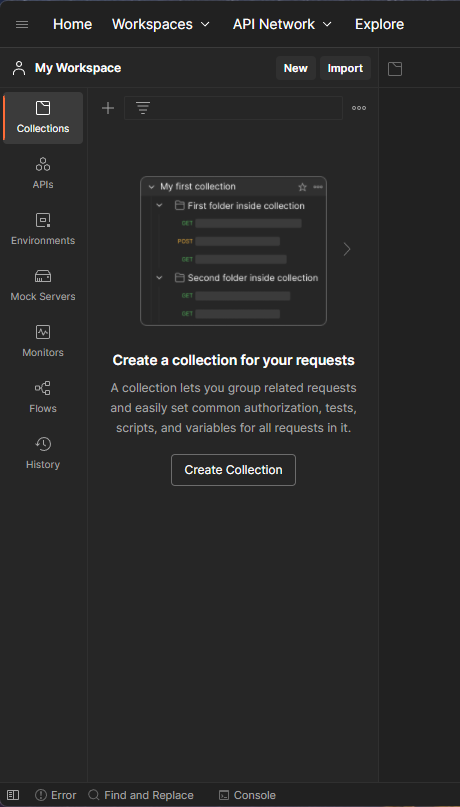 Home Workspaces API Network Explore
My Workspace New Import
Collections
APIs
Environments
Mock Servers
Monitors
Flows
History
My first collection
First folder inside collection
GET
POST
GET
Second folder inside collection
GET
GET
Create a collection for your requests
A collection lets you group related requests
and easily set common authorization, tests,
scripts, and variables for all requests in it.
Create Collection
Error Find and Replace Console